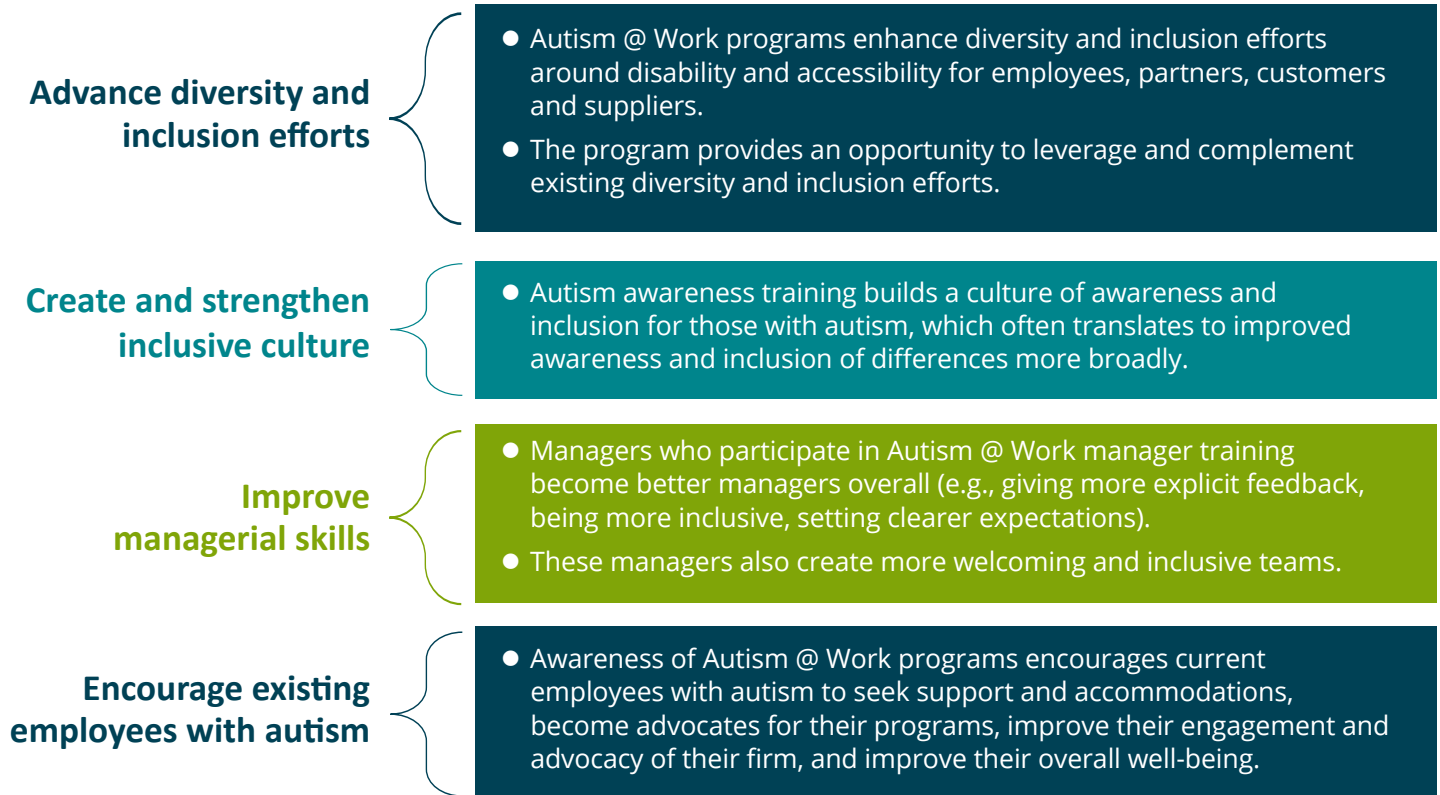 Advance diversity and
inclusion efforts
● Autism @ Work programs enhance diversity and inclusion efforts
around disability and accessibility for employees, partners, customers
and suppliers.
● The program provides an opportunity to leverage and complement
existing diversity and inclusion efforts.
Create and strengthen
inclusive culture
● Autism awareness training builds a culture of awareness and
inclusion for those with autism, which often translates to improved
awareness and inclusion of differences more broadly.
Improve
managerial skills
● Managers who participate in Autism @ Work manager training
become better managers overall (e.g., giving more explicit feedback,
being more inclusive, setting clearer expectations).
● These managers also create more welcoming and inclusive teams.
Encourage existing
employees with autism
● Awareness of Autism @ Work programs encourages current
employees with autism to seek support and accommodations,
become advocates for their programs, improve their engagement and
advocacy of their firm, and improve their overall well-being.